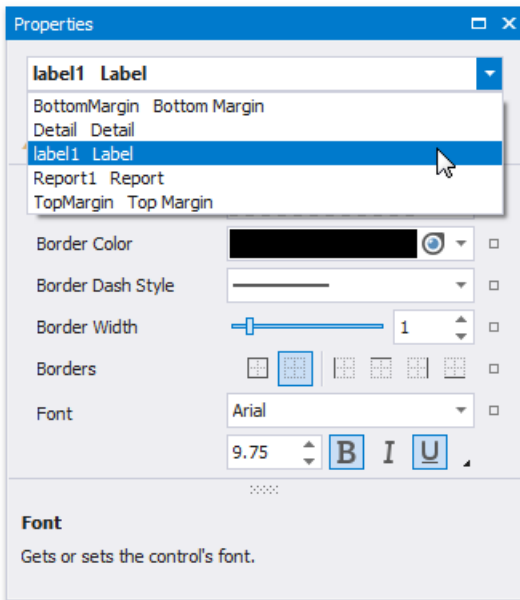 Properties
label1 Label
BottomMargin Bottom Margin
Detail Detail
label1 Label
Report1 Report
TopMargin Top Margin
Border Color
Border Dash Style
Border Width 1
Borders
Font Arial
9.75 B I U
Font
Gets or sets the control's font.